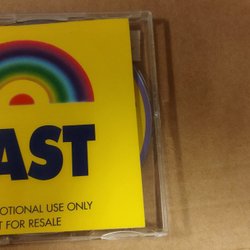 AST
OTIONAL USE ONLY
T FOR RESALE